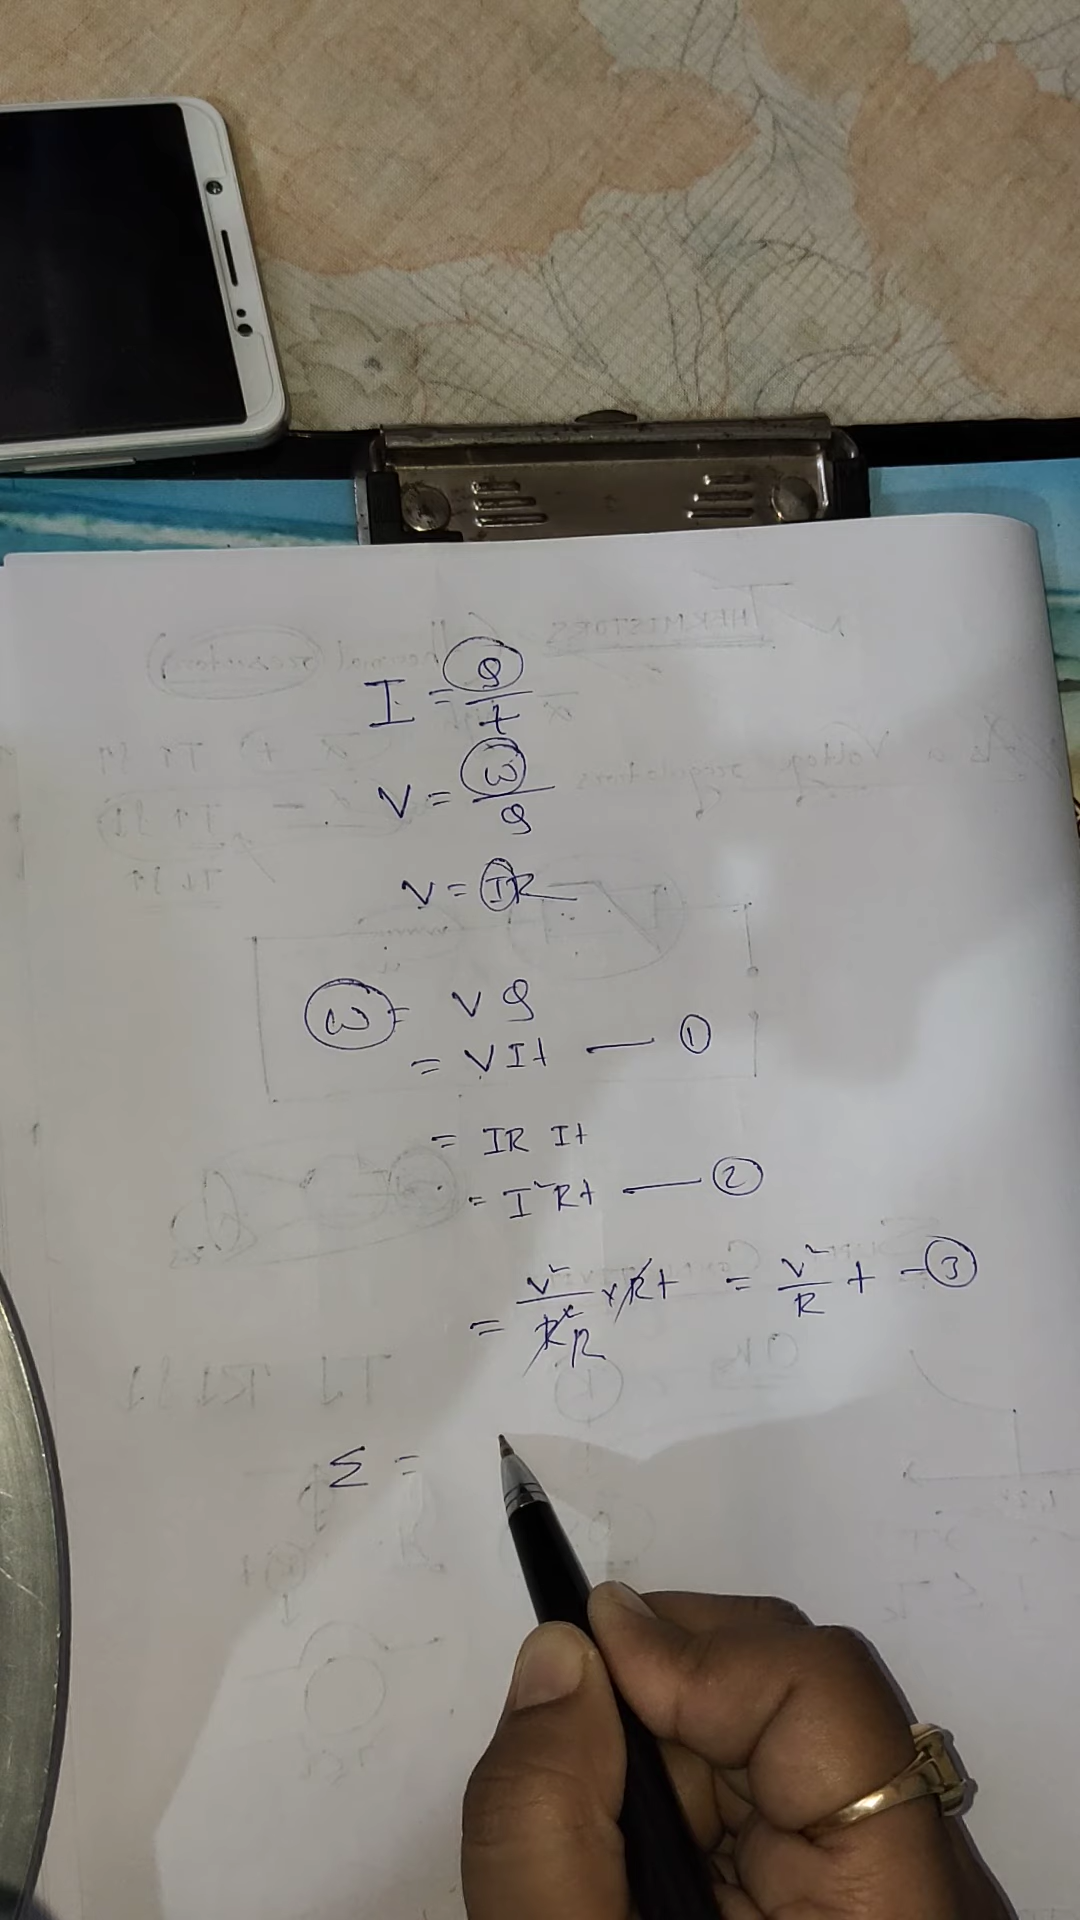 I = Q/t
V = W/Q
V = IR
W = VQ
= VIt — ①
= IR It
= I²Rt — ②
= V²/R² × Rt = V²/R t — ③
R
Σ =